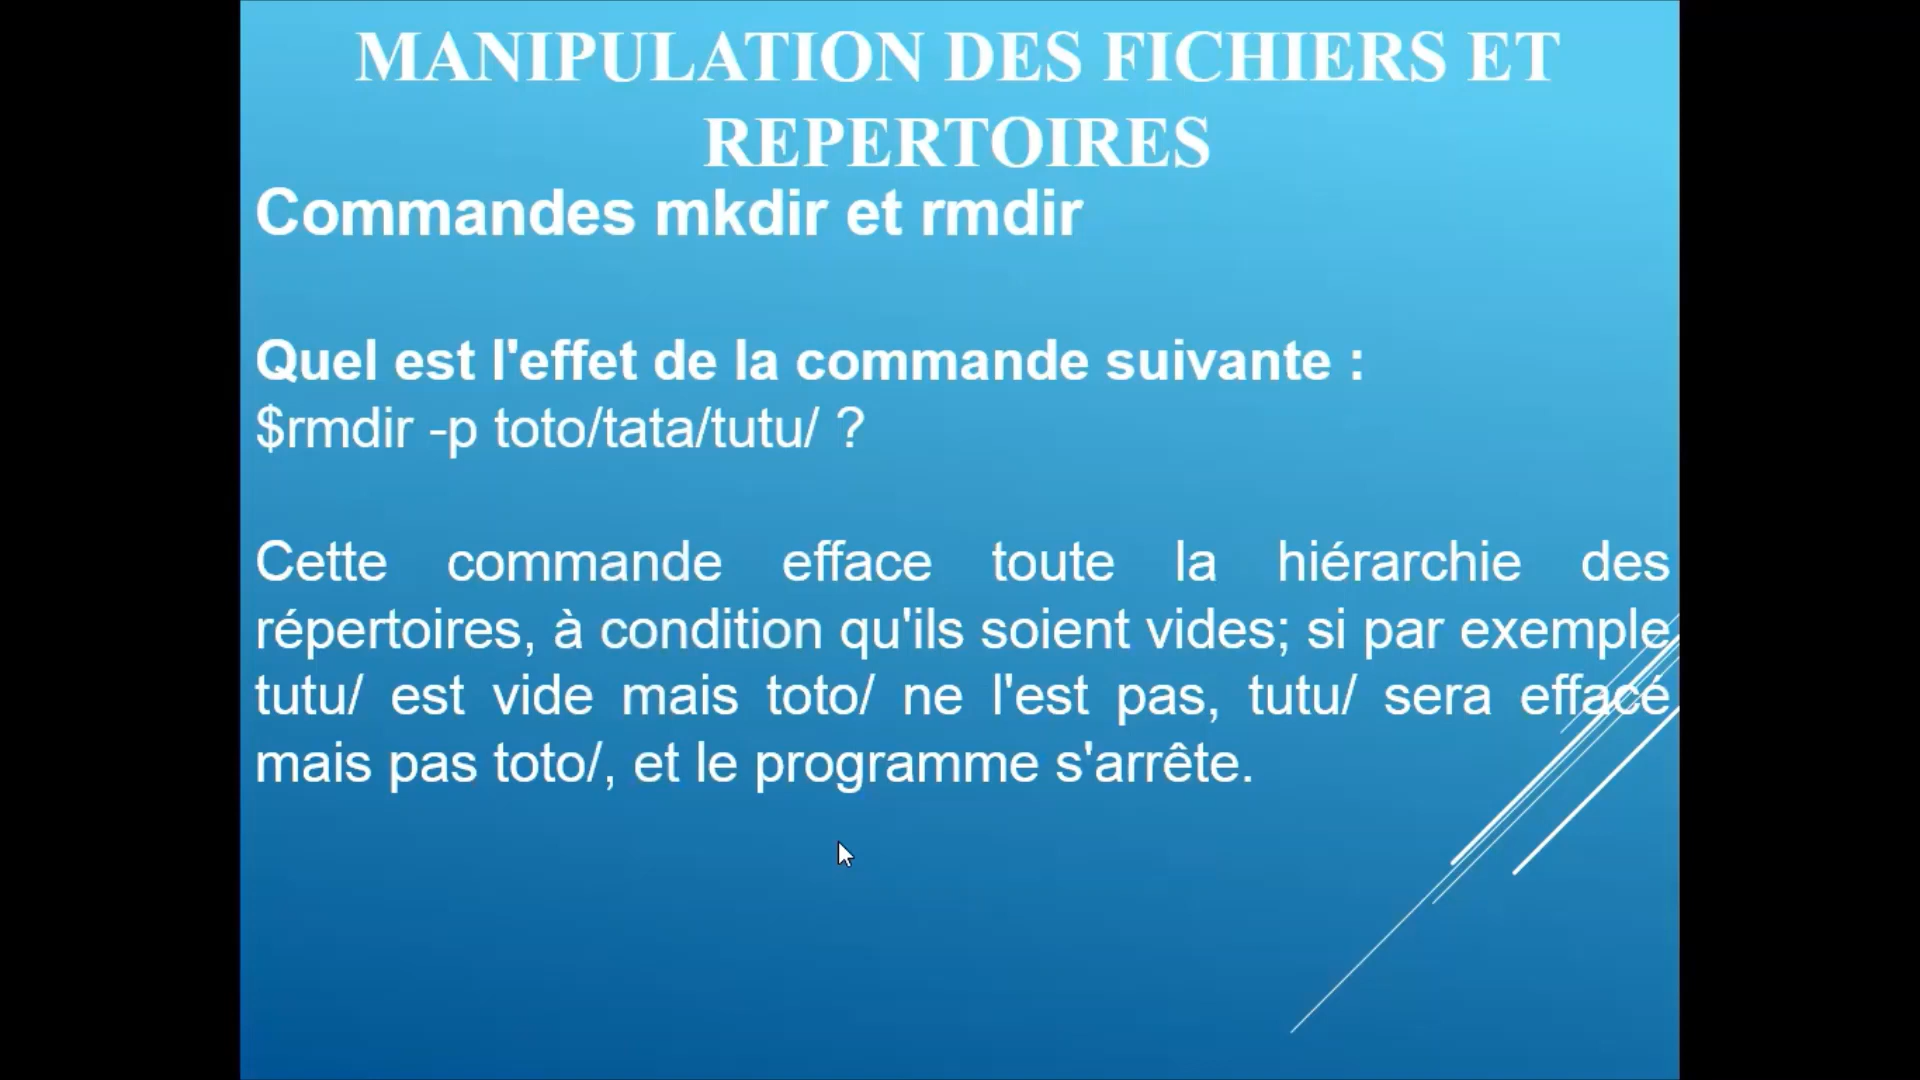 MANIPULATION DES FICHIERS ET
REPERTOIRES
Commandes mkdir et rmdir
Quel est l'effet de la commande suivante :
$rmdir -p toto/tata/tutu/ ?
Cette commande efface toute la hiérarchie des
répertoires, à condition qu'ils soient vides; si par exemple
tutu/ est vide mais toto/ ne l'est pas, tutu/ sera effacé
mais pas toto/, et le programme s'arrête.